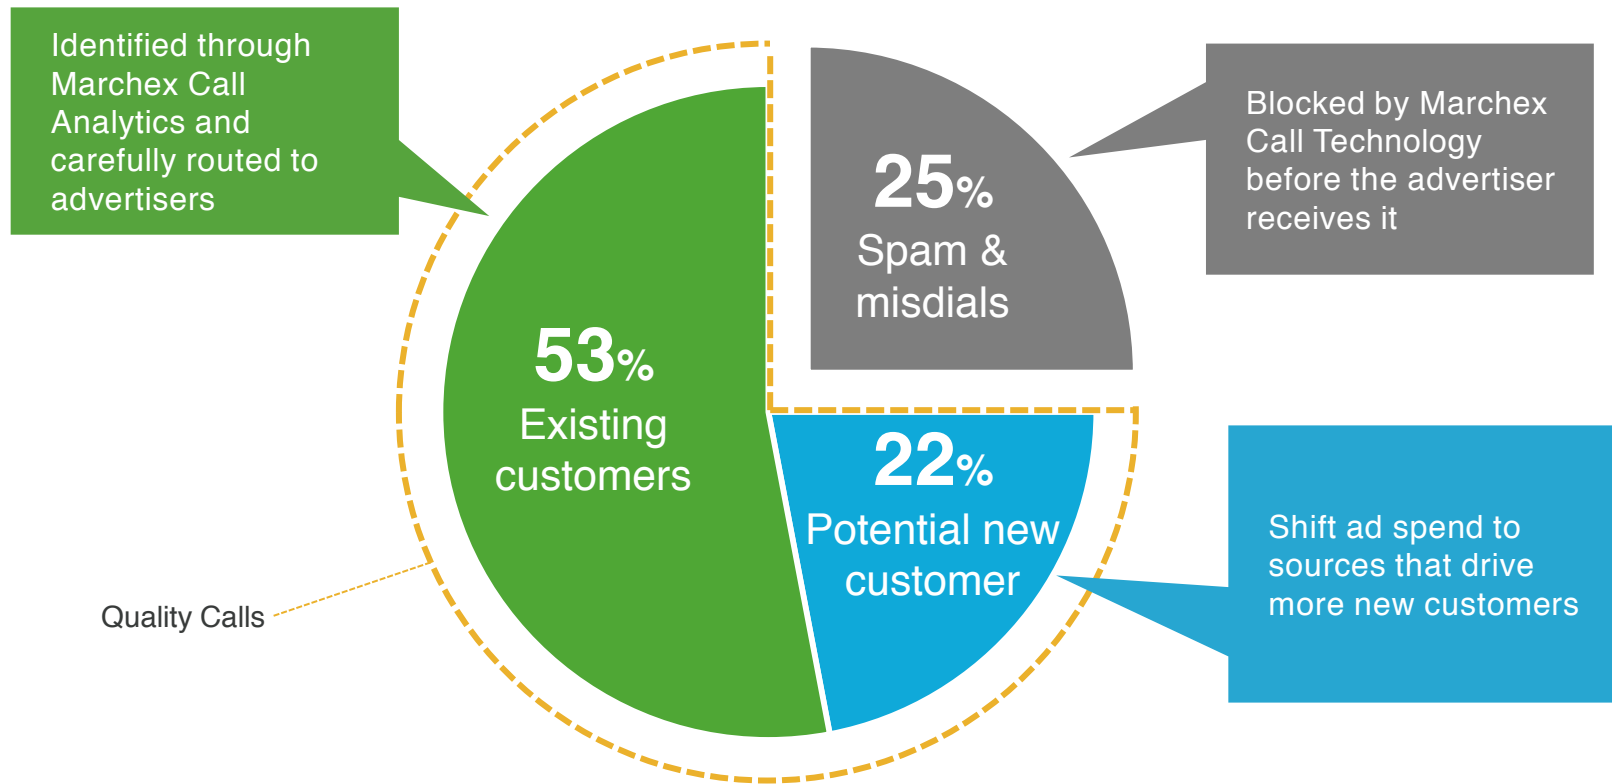 Identified through
Marchex Call
Analytics and
carefully routed to
advertisers
25%
Spam &
misdials
Blocked by Marchex
Call Technology
before the advertiser
receives it
53%
Existing
customers
22%
Potential new
customer
Shift ad spend to
sources that drive
more new customers
Quality Calls